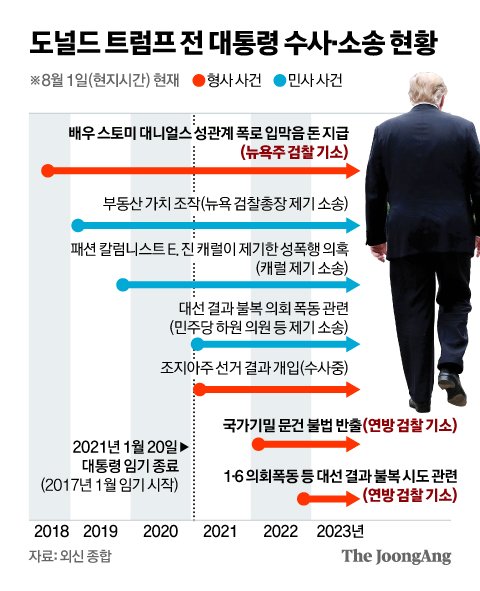 도널드 트럼프 전 대통령 수사·소송 현황
※8월 1일(현지시간) 현재 형사 사건 민사 사건
배우 스토미 대니얼스 성관계 폭로 입막음 돈 지급
(뉴욕주 검찰 기소)
부동산 가치 조작(뉴욕 검찰총장 제기 소송)
패션 칼럼니스트 E. 진 캐럴이 제기한 성폭행 의혹
(캐럴 제기 소송)
대선 결과 불복 의회 폭동 관련
(민주당 하원 의원 등 제기 소송)
조지아주 선거 결과 개입(수사중)
국가기밀 문건 불법 반출(연방 검찰 기소)
2021년 1월 20일▶
대통령 임기 종료
(2017년 1월 임기 시작)
1·6 의회폭동 등 대선 결과 불복 시도 관련
(연방 검찰 기소)
2018 2019 2020 2021 2022 2023년
자료: 외신 종합
The JoongAng